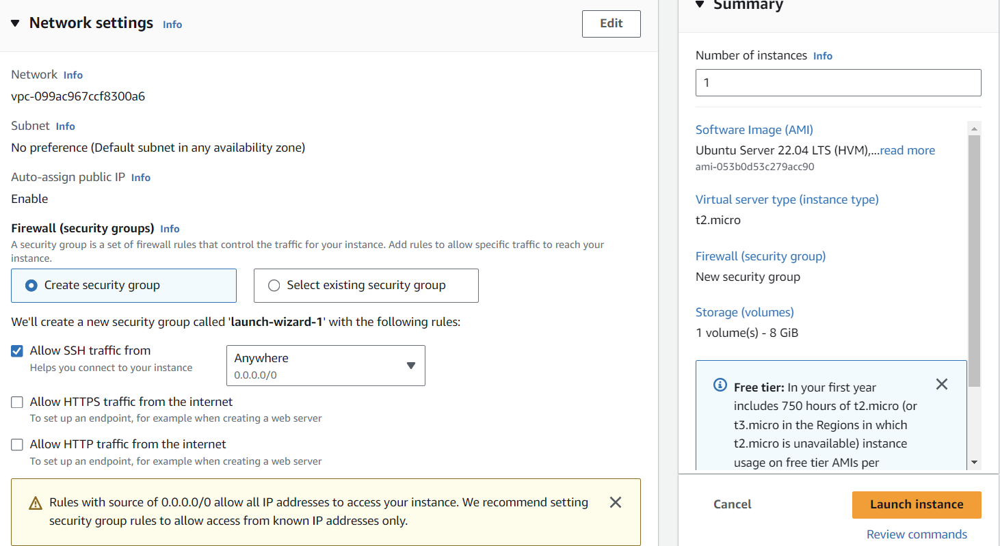 Network settings Info
Edit
Network Info
vpc-099ac967ccf8300a6
Subnet Info
No preference (Default subnet in any availability zone)
Auto-assign public IP Info
Enable
Firewall (security groups) Info
A security group is a set of firewall rules that control the traffic for your instance. Add rules to allow specific traffic to reach your
instance.
Create security group
Select existing security group
We'll create a new security group called 'launch-wizard-1' with the following rules:
Allow SSH traffic from
Helps you connect to your instance
Anywhere
0.0.0.0/0
Allow HTTPS traffic from the internet
To set up an endpoint, for example when creating a web server
Allow HTTP traffic from the internet
To set up an endpoint, for example when creating a web server
Rules with source of 0.0.0.0/0 allow all IP addresses to access your instance. We recommend setting
security group rules to allow access from known IP addresses only.
Summary
Number of instances Info
1
Software Image (AMI)
Ubuntu Server 22.04 LTS (HVM),...read more
ami-053b0d53c279acc90
Virtual server type (instance type)
t2.micro
Firewall (security group)
New security group
Storage (volumes)
1 volume(s) - 8 GiB
Free tier: In your first year
includes 750 hours of t2.micro (or
t3.micro in the Regions in which
t2.micro is unavailable) instance
usage on free tier AMIs per
Cancel
Launch instance
Review commands